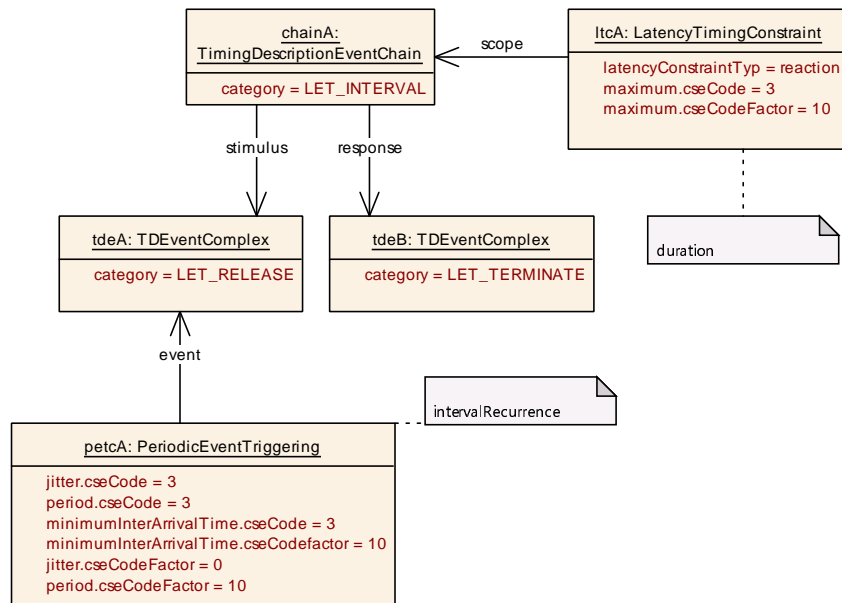 chainA:
TimingDescriptionEventChain
category = LET_INTERVAL
scope
ltcA: LatencyTimingConstraint
latencyConstraintTyp = reaction
maximum.cseCode = 3
maximum.cseCodeFactor = 10
stimulus
response
tdeA: TDEventComplex
category = LET_RELEASE
tdeB: TDEventComplex
category = LET_TERMINATE
duration
event
intervalRecurrence
petcA: PeriodicEventTriggering
jitter.cseCode = 3
period.cseCode = 3
minimumInterArrivalTime.cseCode = 3
minimumInterArrivalTime.cseCodefactor = 10
jitter.cseCodeFactor = 0
period.cseCodeFactor = 10